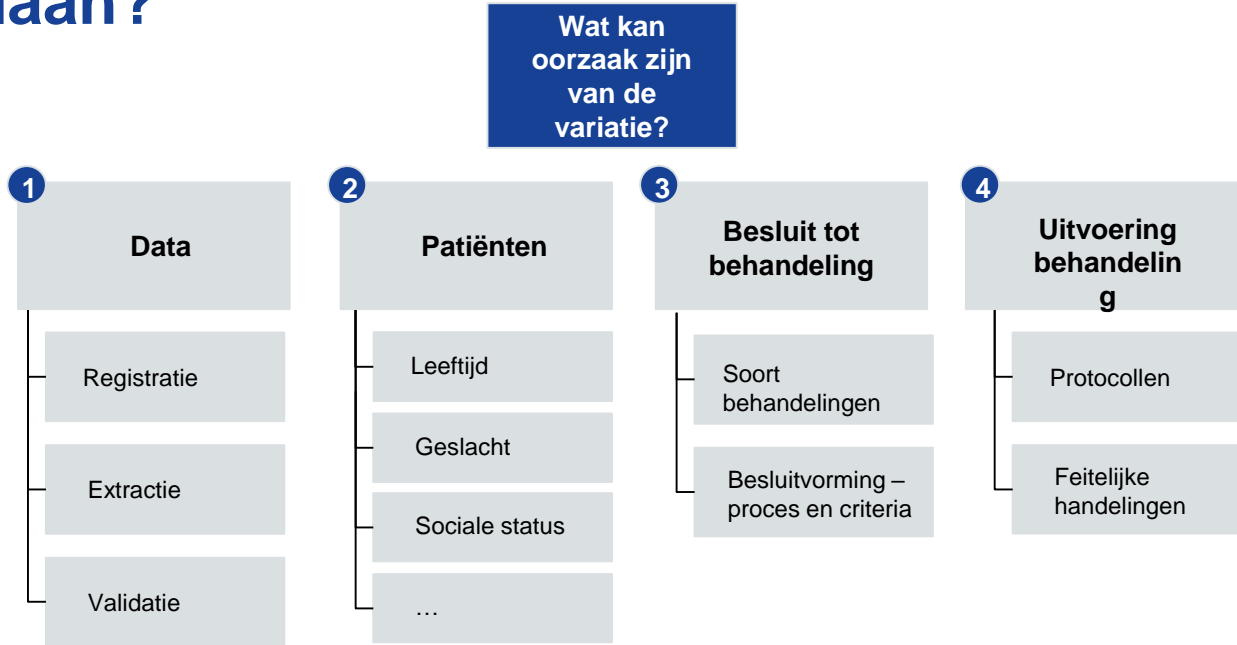 Wat kan
oorzaak zijn
van de
variatie?
1
Data
Registratie
Extractie
Validatie
2
Patiënten
Leeftijd
Geslacht
Sociale status
…
3
Besluit tot
behandeling
Soort
behandelingen
Besluitvorming –
proces en criteria
4
Uitvoering
behandelin
g
Protocollen
Feitelijke
handelingen